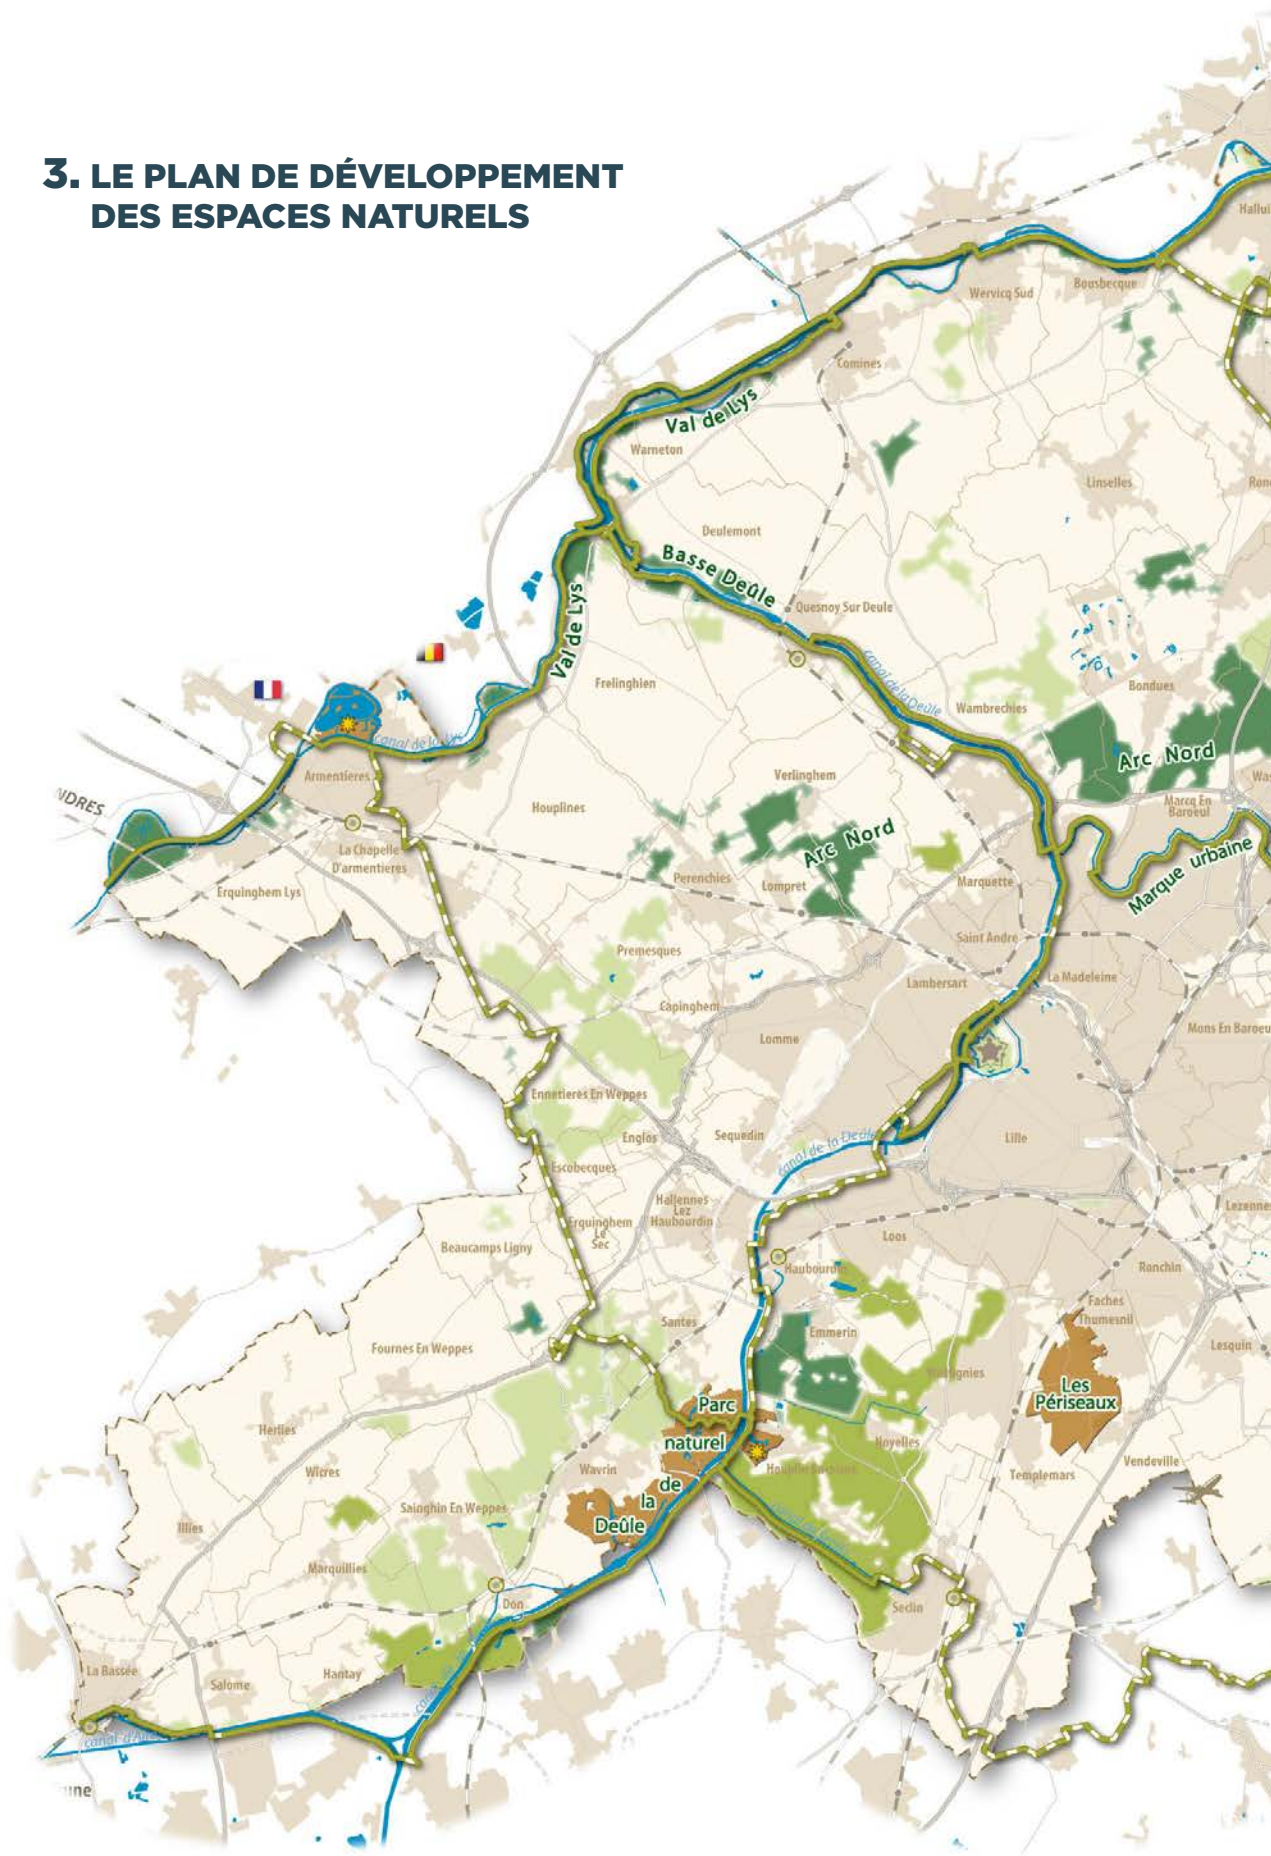 3. LE PLAN DE DÉVELOPPEMENT
DES ESPACES NATURELS
Wervicq Sud
Bousbecque
Comines
Val de Lys
Warneton
Linselles
Deulemont
Basse Deûle
Quesnoy Sur Deule
Val de Lys
Frelinghien
canal de la Deûle
Wambrechies
Bondues
Arc Nord
canal de la Lys
Armentières
Houplines
Verlinghem
Marcq En
Baroeul
NDRES
La Chapelle
D'armentieres
Arc Nord
Perenchies
Lompret
Marquette
Marque urbaine
Erquinghem Lys
Premesques
Saint André
Lambersart
La Madeleine
Capinghem
Lomme
Mons En Baroeu
Ennetieres En Weppes
Englos
Sequedin
canal de la Deûle
Lille
Escobecques
Hallennes
Lez
Haubourdin
Erquinghem
Le
Sec
Beaucamps Ligny
Loos
Lezenne
Haubourdin
Ronchin
Faches
Thumesnil
Santes
Emmerin
Fournes En Weppes
Lesquin
Les
Périseaux
Parc
naturel
de
la
Deûle
Herlies
Wicres
Wavrin
Noyelles
Templemars
Vendeville
Sainghin En Weppes
Illies
Marquillies
Don
Seclin
La Bassée
Salome
Hantay